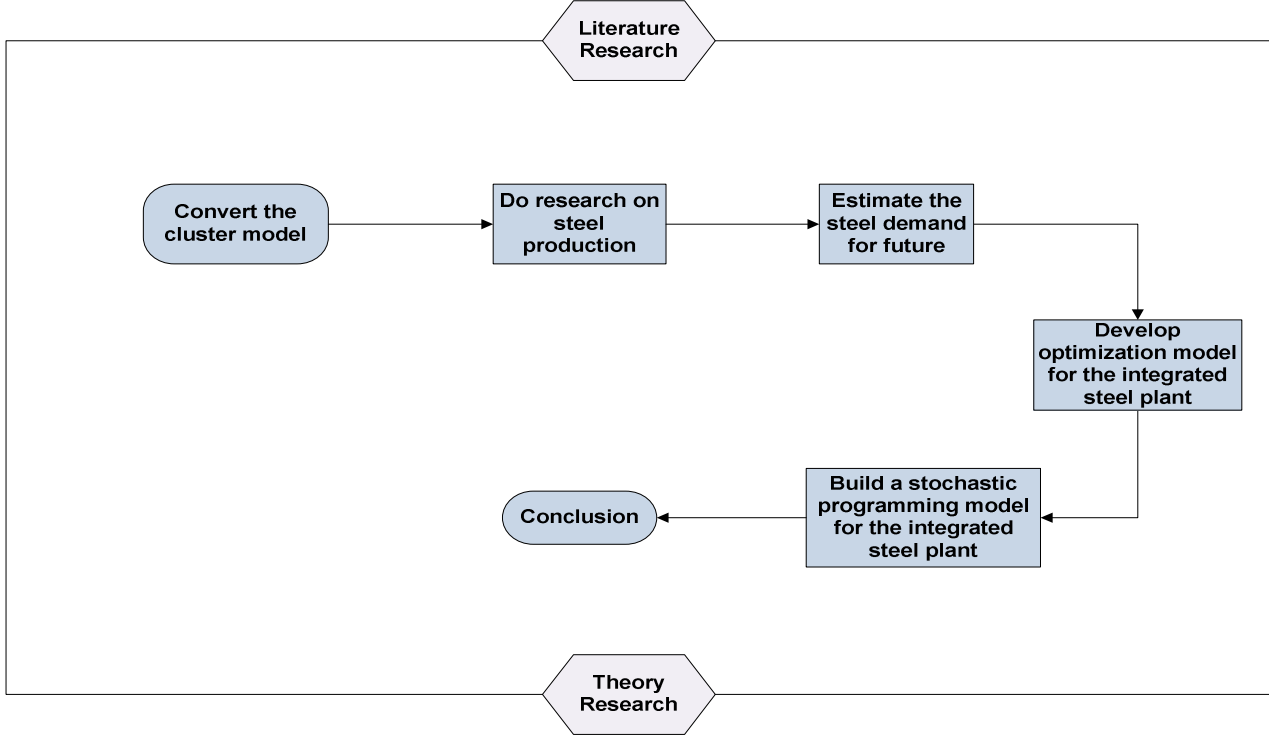 Literature
Research
Convert the
cluster model
Do research on
steel
production
Estimate the
steel demand
for future
Develop
optimization model
for the integrated
steel plant
Build a stochastic
programming model
for the integrated
steel plant
Conclusion
Theory
Research